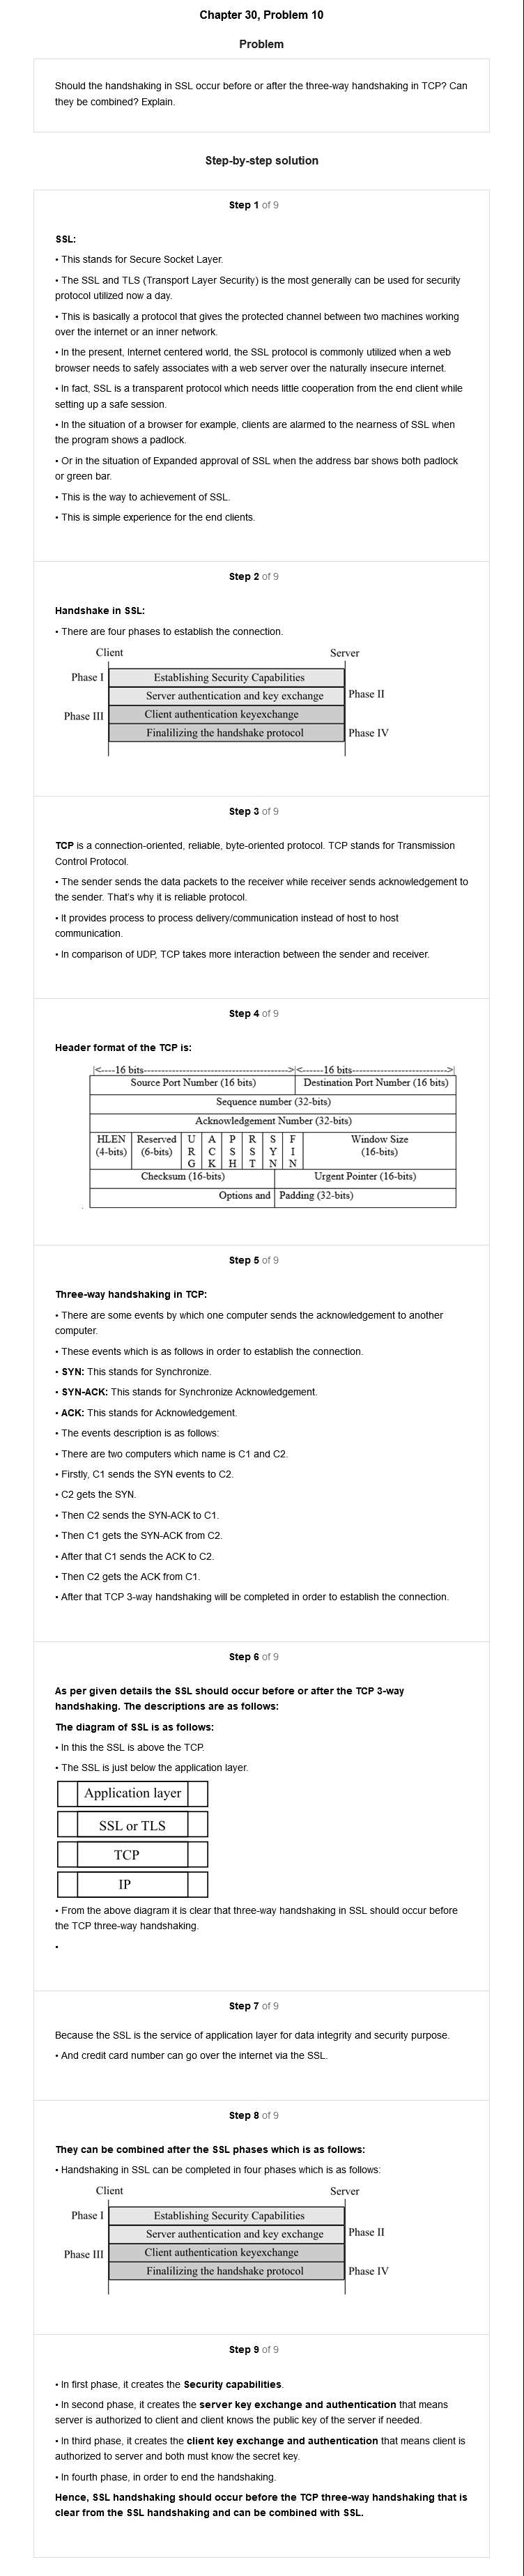 Chapter 30, Problem 10
Problem
Should the handshaking in SSL occur before or after the three-way handshaking in TCP? Can
they be combined? Explain.
Step-by-step solution
Step 1 of 9
SSL:
• This stands for Secure Socket Layer.
• The SSL and TLS (Transport Layer Security) is the most generally can be used for security
protocol utilized now a day.
• This is basically a protocol that gives the protected channel between two machines working
over the internet or an inner network.
• In the present, Internet centered world, the SSL protocol is commonly utilized when a web
browser needs to safely associates with a web server over the naturally insecure internet.
• In fact, SSL is a transparent protocol which needs little cooperation from the end client while
setting up a safe session.
• In the situation of a browser for example, clients are alarmed to the nearness of SSL when
the program shows a padlock.
• Or in the situation of Expanded approval of SSL when the address bar shows both padlock
or green bar.
• This is the way to achievement of SSL.
• This is simple experience for the end clients.
Step 2 of 9
Handshake in SSL:
• There are four phases to establish the connection.
Client Server
Phase I Establishing Security Capabilities
Server authentication and key exchange Phase II
Phase III Client authentication keyexchange
Finalilizing the handshake protocol Phase IV
Step 3 of 9
TCP is a connection-oriented, reliable, byte-oriented protocol. TCP stands for Transmission
Control Protocol.
• The sender sends the data packets to the receiver while receiver sends acknowledgement to
the sender. That's why it is reliable protocol.
• It provides process to process delivery/communication instead of host to host
communication.
• In comparison of UDP, TCP takes more interaction between the sender and receiver.
Step 4 of 9
Header format of the TCP is:
|<----16 bits------------------------------------------>|<------16 bits----------------------------->|
Source Port Number (16 bits) Destination Port Number (16 bits)
Sequence number (32-bits)
Acknowledgement Number (32-bits)
HLEN (4-bits) Reserved (6-bits) URG ACK PSH RST SYN FIN Window Size (16-bits)
Checksum (16-bits) Urgent Pointer (16-bits)
Options and Padding (32-bits)
Step 5 of 9
Three-way handshaking in TCP:
• There are some events by which one computer sends the acknowledgement to another
computer.
• These events which is as follows in order to establish the connection.
• SYN: This stands for Synchronize.
• SYN-ACK: This stands for Synchronize Acknowledgement.
• ACK: This stands for Acknowledgement.
• The events description is as follows:
• There are two computers which name is C1 and C2.
• Firstly, C1 sends the SYN events to C2.
• C2 gets the SYN.
• Then C2 sends the SYN-ACK to C1.
• Then C1 gets the SYN-ACK from C2.
• After that C1 sends the ACK to C2.
• Then C2 gets the ACK from C1.
• After that TCP 3-way handshaking will be completed in order to establish the connection.
Step 6 of 9
As per given details the SSL should occur before or after the TCP 3-way
handshaking. The descriptions are as follows:
The diagram of SSL is as follows:
• In this the SSL is above the TCP.
• The SSL is just below the application layer.
Application layer
SSL or TLS
TCP
IP
• From the above diagram it is clear that three-way handshaking in SSL should occur before
the TCP three-way handshaking.
•
Step 7 of 9
Because the SSL is the service of application layer for data integrity and security purpose.
• And credit card number can go over the internet via the SSL.
Step 8 of 9
They can be combined after the SSL phases which is as follows:
• Handshaking in SSL can be completed in four phases which is as follows:
Client Server
Phase I Establishing Security Capabilities
Server authentication and key exchange Phase II
Phase III Client authentication keyexchange
Finalilizing the handshake protocol Phase IV
Step 9 of 9
• In first phase, it creates the Security capabilities.
• In second phase, it creates the server key exchange and authentication that means
server is authorized to client and client knows the public key of the server if needed.
• In third phase, it creates the client key exchange and authentication that means client is
authorized to server and both must know the secret key.
• In fourth phase, in order to end the handshaking.
Hence, SSL handshaking should occur before the TCP three-way handshaking that is
clear from the SSL handshaking and can be combined with SSL.